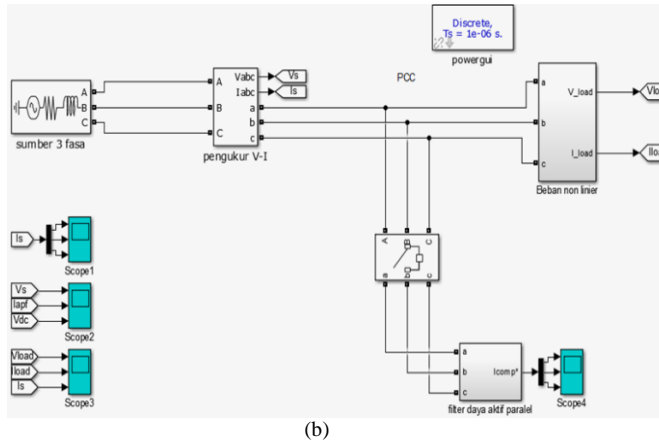 Discrete,
Ts = 1e-06 s.
powergui
PCC
A
B
C
sumber 3 fasa
A
B
C
Vabc
Iabc
a
b
c
pengukur V-I
Vs
Is
a
b
c
V_load
I_load
Beban non linier
Vlo
Iloa
Is
Scope1
Vs
Iapf
Vdc
Scope2
Vload
Iload
Is
Scope3
A
B
C
a
b
c
a
b
c
Icomp*
filter daya aktif paralel
Scope4
(b)